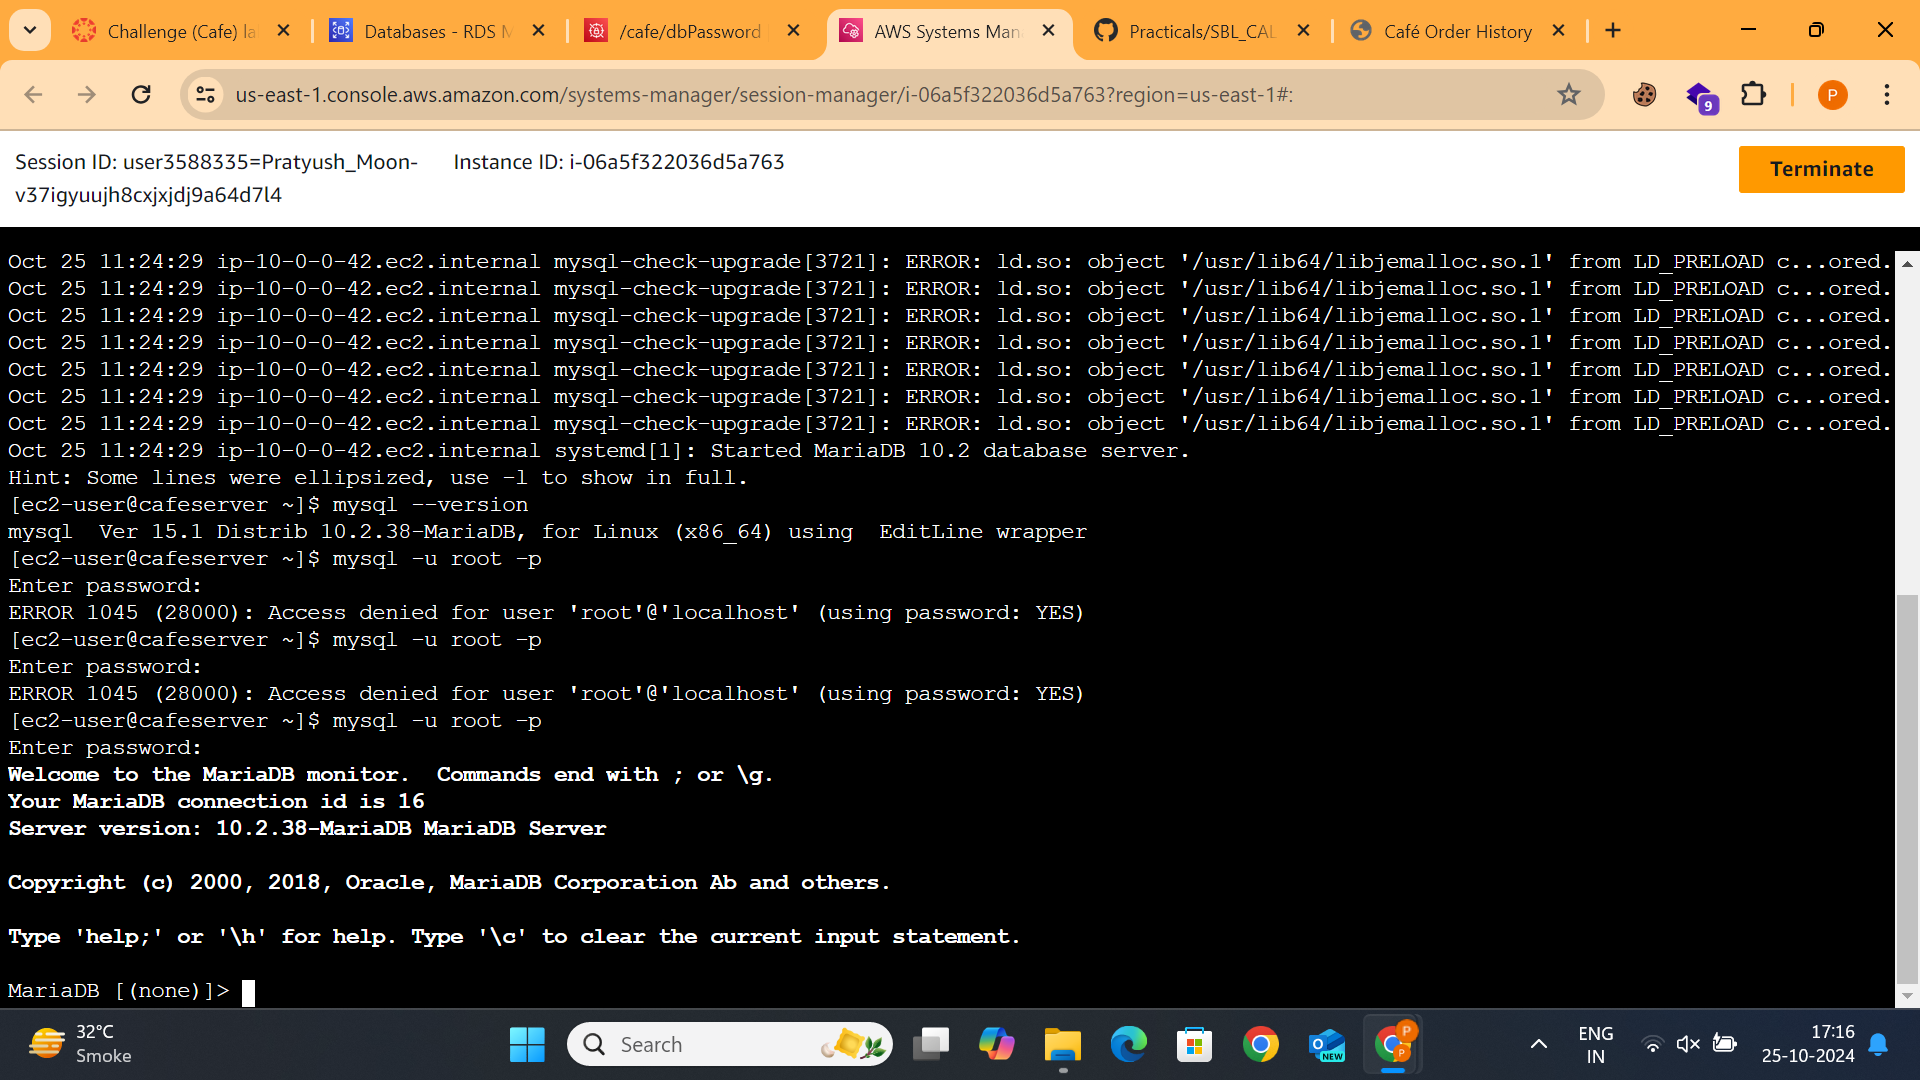 Challenge (Cafe) la
Databases - RDS M
/cafe/dbPassword
AWS Systems Man
Practicals/SBL_CAL
Café Order History
us-east-1.console.aws.amazon.com/systems-manager/session-manager/i-06a5f322036d5a763?region=us-east-1#:
9
P
Session ID: user3588335=Pratyush_Moon-
v37igyuujh8cxjxjdj9a64d7l4
Instance ID: i-06a5f322036d5a763
Terminate
Oct 25 11:24:29 ip-10-0-0-42.ec2.internal mysql-check-upgrade[3721]: ERROR: ld.so: object '/usr/lib64/libjemalloc.so.1' from LD_PRELOAD c...ored.
Oct 25 11:24:29 ip-10-0-0-42.ec2.internal mysql-check-upgrade[3721]: ERROR: ld.so: object '/usr/lib64/libjemalloc.so.1' from LD_PRELOAD c...ored.
Oct 25 11:24:29 ip-10-0-0-42.ec2.internal mysql-check-upgrade[3721]: ERROR: ld.so: object '/usr/lib64/libjemalloc.so.1' from LD_PRELOAD c...ored.
Oct 25 11:24:29 ip-10-0-0-42.ec2.internal mysql-check-upgrade[3721]: ERROR: ld.so: object '/usr/lib64/libjemalloc.so.1' from LD_PRELOAD c...ored.
Oct 25 11:24:29 ip-10-0-0-42.ec2.internal mysql-check-upgrade[3721]: ERROR: ld.so: object '/usr/lib64/libjemalloc.so.1' from LD_PRELOAD c...ored.
Oct 25 11:24:29 ip-10-0-0-42.ec2.internal mysql-check-upgrade[3721]: ERROR: ld.so: object '/usr/lib64/libjemalloc.so.1' from LD_PRELOAD c...ored.
Oct 25 11:24:29 ip-10-0-0-42.ec2.internal mysql-check-upgrade[3721]: ERROR: ld.so: object '/usr/lib64/libjemalloc.so.1' from LD_PRELOAD c...ored.
Oct 25 11:24:29 ip-10-0-0-42.ec2.internal systemd[1]: Started MariaDB 10.2 database server.
Hint: Some lines were ellipsized, use -l to show in full.
[ec2-user@cafeserver ~]$ mysql --version
mysql  Ver 15.1 Distrib 10.2.38-MariaDB, for Linux (x86_64) using  EditLine wrapper
[ec2-user@cafeserver ~]$ mysql -u root -p
Enter password:
ERROR 1045 (28000): Access denied for user 'root'@'localhost' (using password: YES)
[ec2-user@cafeserver ~]$ mysql -u root -p
Enter password:
ERROR 1045 (28000): Access denied for user 'root'@'localhost' (using password: YES)
[ec2-user@cafeserver ~]$ mysql -u root -p
Enter password:
Welcome to the MariaDB monitor.  Commands end with ; or \g.
Your MariaDB connection id is 16
Server version: 10.2.38-MariaDB MariaDB Server
Copyright (c) 2000, 2018, Oracle, MariaDB Corporation Ab and others.
Type 'help;' or '\h' for help. Type '\c' to clear the current input statement.
MariaDB [(none)]>
32°C
Smoke
Search
NEW
P
P
ENG
IN
17:16
25-10-2024